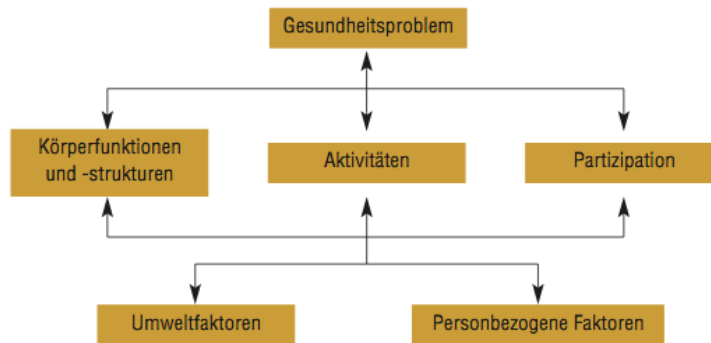 Gesundheitsproblem
Körperfunktionen
und -strukturen
Aktivitäten
Partizipation
Umweltfaktoren
Personbezogene Faktoren